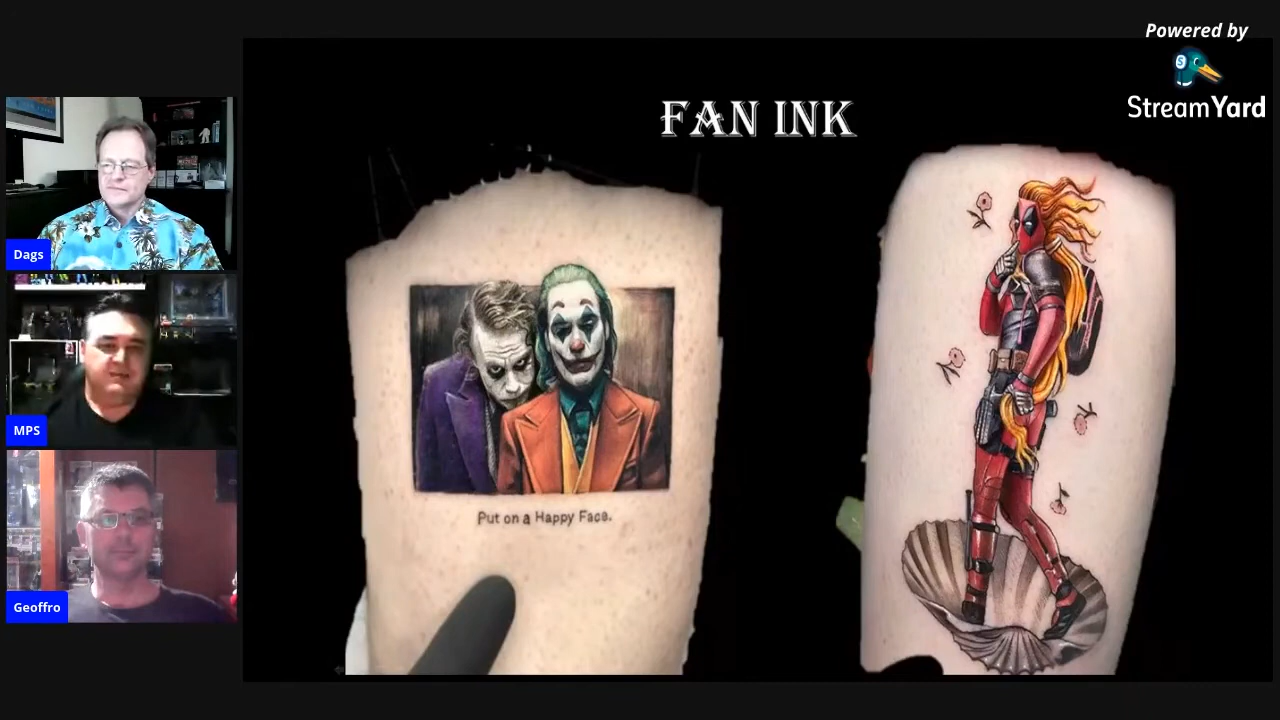 Powered by
StreamYard
FAN INK
Dags
MPS
Geoffro
Put on a Happy Face.